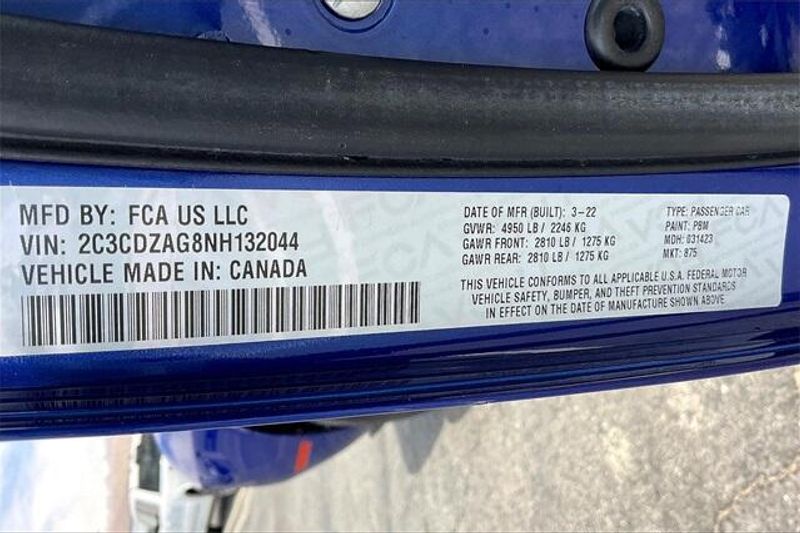 MFD BY: FCA US LLC
VIN: 2C3CDZAG8NH132044
VEHICLE MADE IN: CANADA
DATE OF MFR (BUILT): 3-22
GVWR: 4950 LB / 2246 KG
GAWR FRONT: 2810 LB / 1275 KG
GAWR REAR: 2810 LB / 1275 KG
TYPE: PASSENGER CAR
PAINT: PBM
MDH: 031423
MKT: 875
THIS VEHICLE CONFORMS TO ALL APPLICABLE U.S.A. FEDERAL MOTOR
VEHICLE SAFETY, BUMPER, AND THEFT PREVENTION STANDARDS
IN EFFECT ON THE DATE OF MANUFACTURE SHOWN ABOVE.